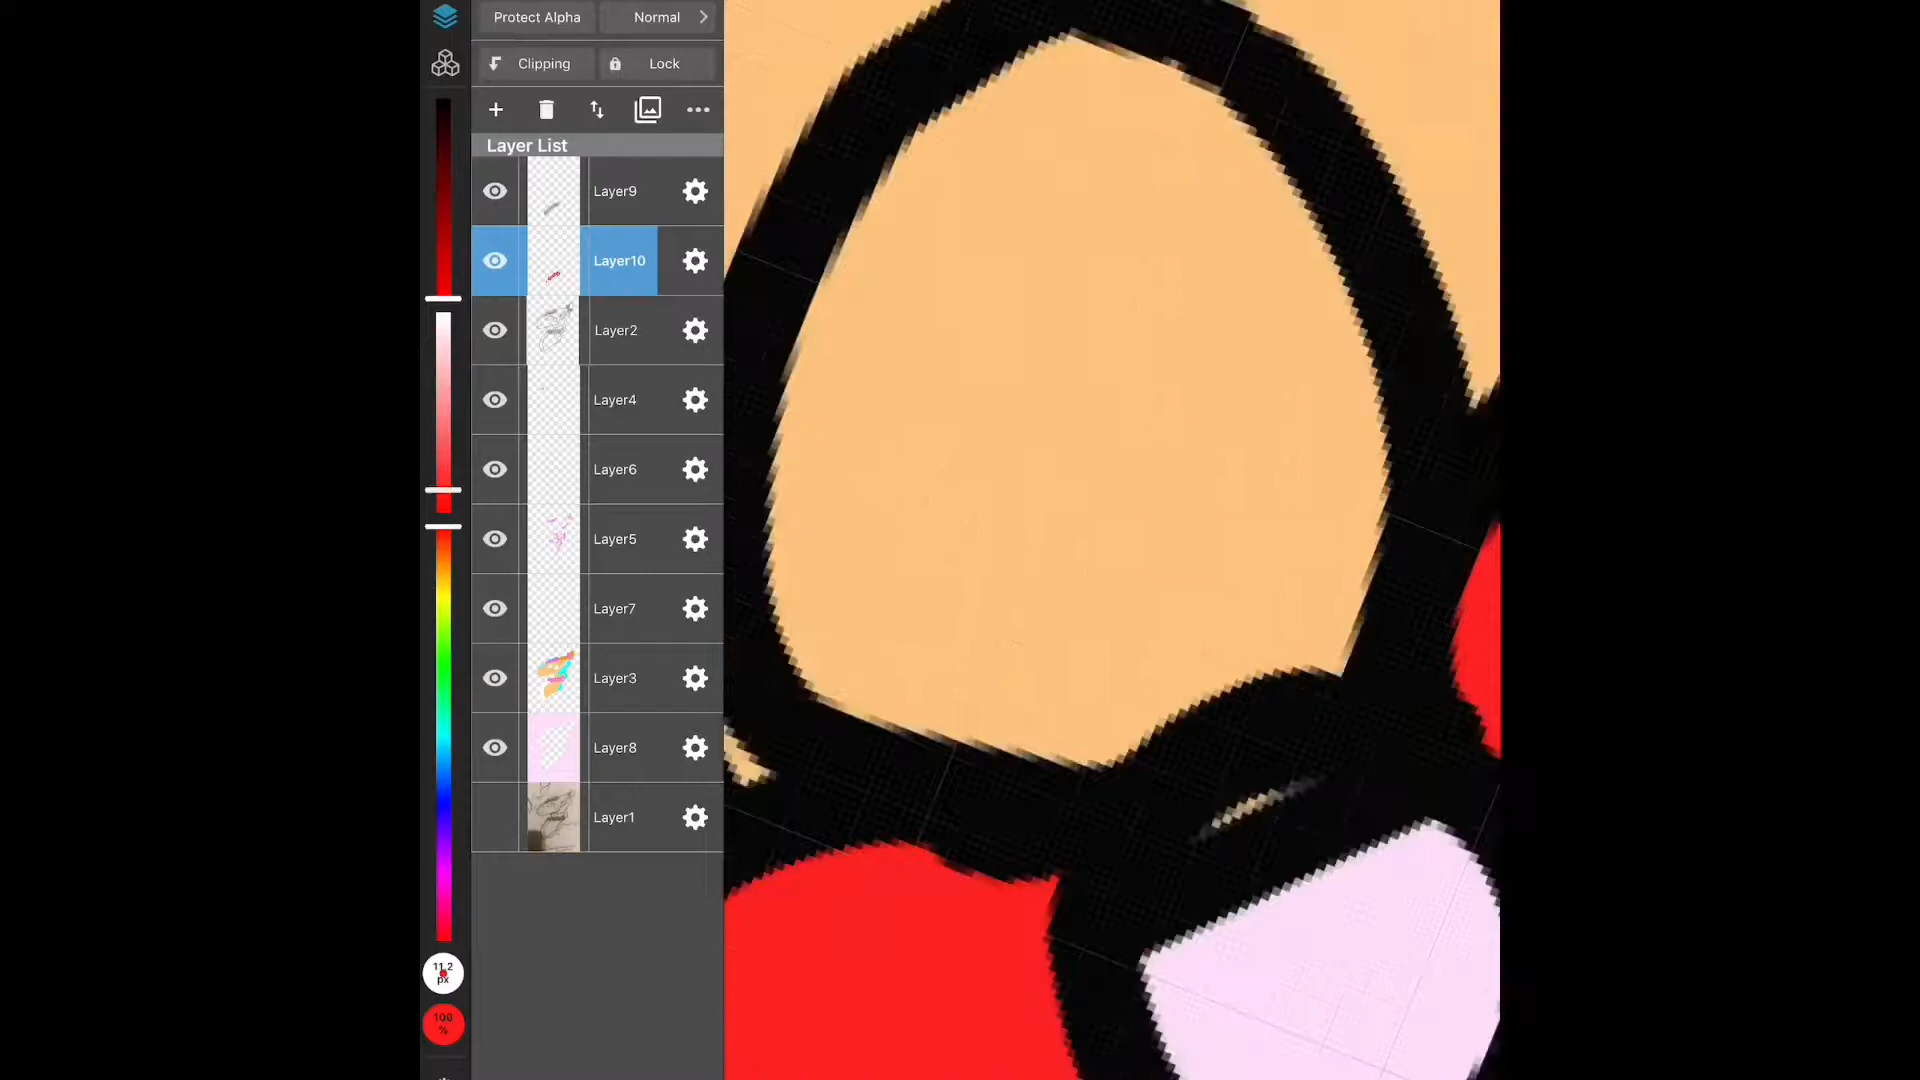 Protect Alpha
Normal
Clipping
Lock
Layer List
Layer9
Layer10
Layer2
Layer4
Layer6
Layer5
Layer7
Layer3
Layer8
Layer1
11.2
px
100
%